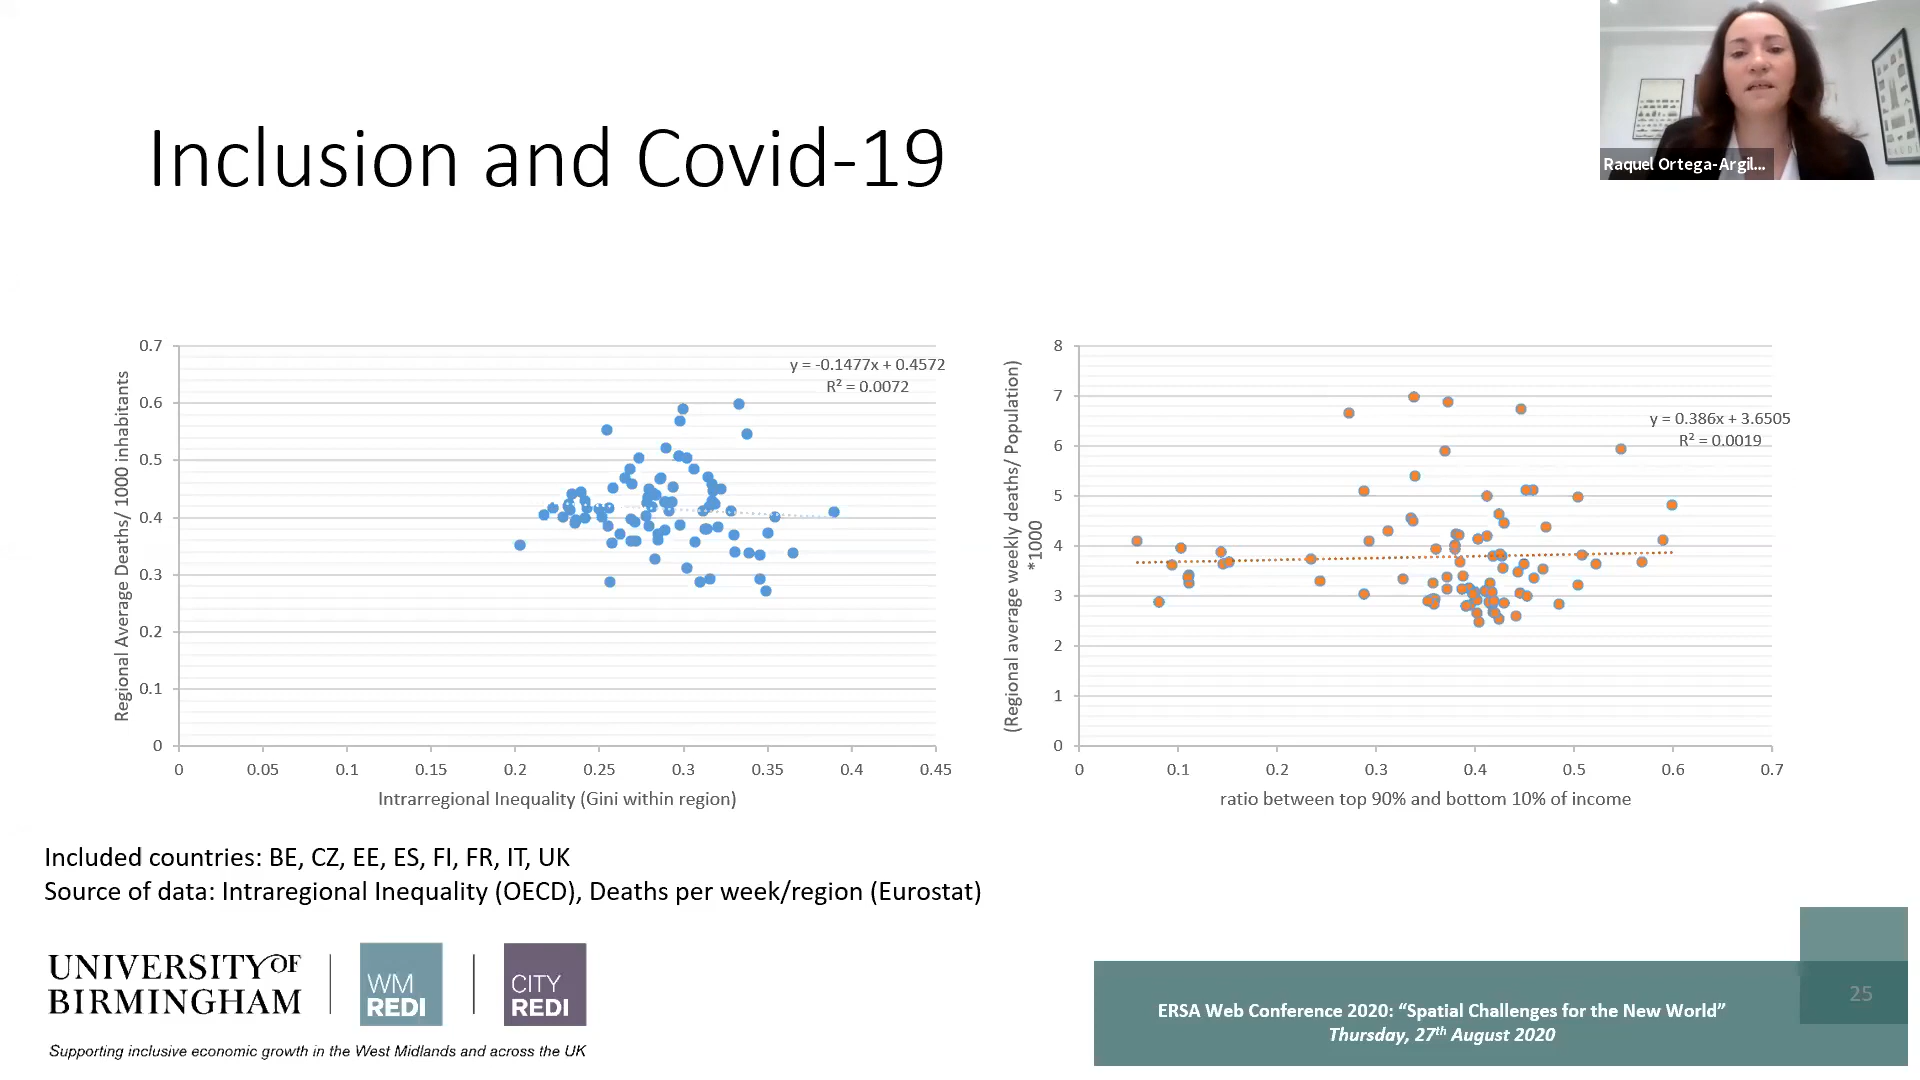 Inclusion and Covid-19
Raquel Ortega-Argil...
0.7
0.6
0.5
0.4
0.3
0.2
0.1
0
Regional Average Deaths/ 1000 inhabitants
y = -0.1477x + 0.4572
R² = 0.0072
0 0.05 0.1 0.15 0.2 0.25 0.3 0.35 0.4 0.45
Intrarregional Inequality (Gini within region)
8
7
6
5
4
3
2
1
0
(Regional average weekly deaths/ Population)
*1000
y = 0.386x + 3.6505
R² = 0.0019
0 0.1 0.2 0.3 0.4 0.5 0.6 0.7
ratio between top 90% and bottom 10% of income
Included countries: BE, CZ, EE, ES, FI, FR, IT, UK
Source of data: Intraregional Inequality (OECD), Deaths per week/region (Eurostat)
UNIVERSITY OF
BIRMINGHAM
WM
REDI
CITY
REDI
Supporting inclusive economic growth in the West Midlands and across the UK
ERSA Web Conference 2020: “Spatial Challenges for the New World”
Thursday, 27th August 2020
25